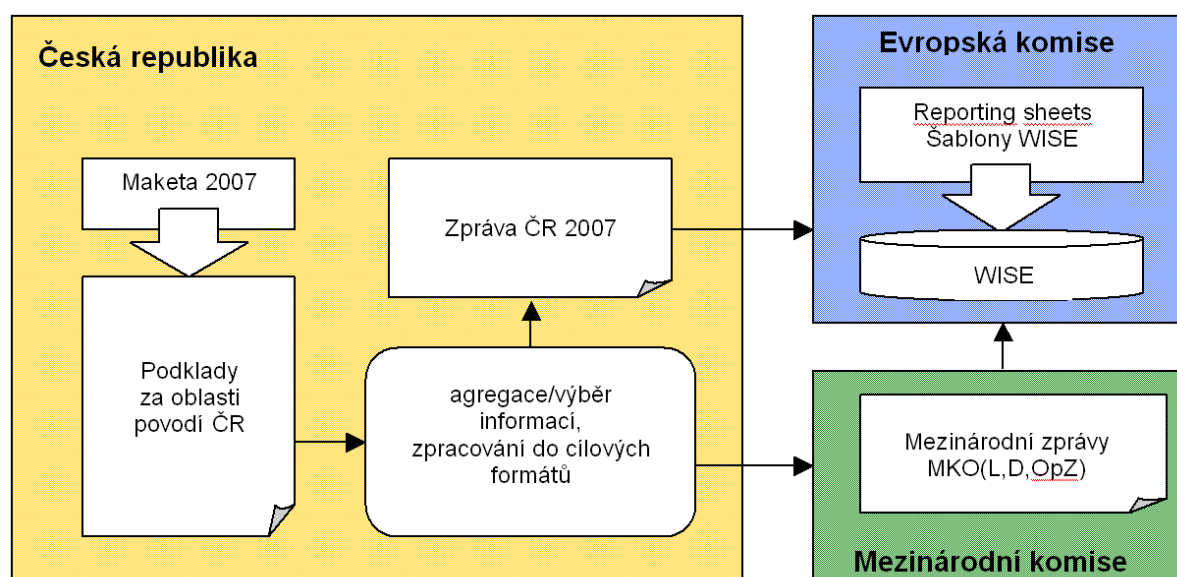 Česká republika
Maketa 2007
Podklady
za oblasti
povodí ČR
Zpráva ČR 2007
agregace/výběr
informací,
zpracování do cílových
formátů
Evropská komise
Reporting sheets
Šablony WISE
WISE
Mezinárodní zprávy
MKO(L,D,OpZ)
Mezinárodní komise